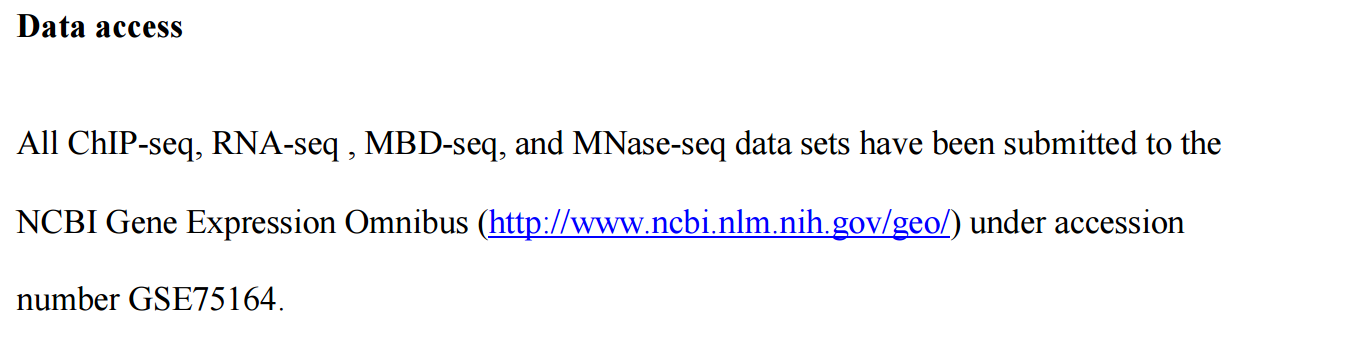 Data access
All ChIP-seq, RNA-seq , MBD-seq, and MNase-seq data sets have been submitted to the
NCBI Gene Expression Omnibus (http://www.ncbi.nlm.nih.gov/geo/) under accession
number GSE75164.